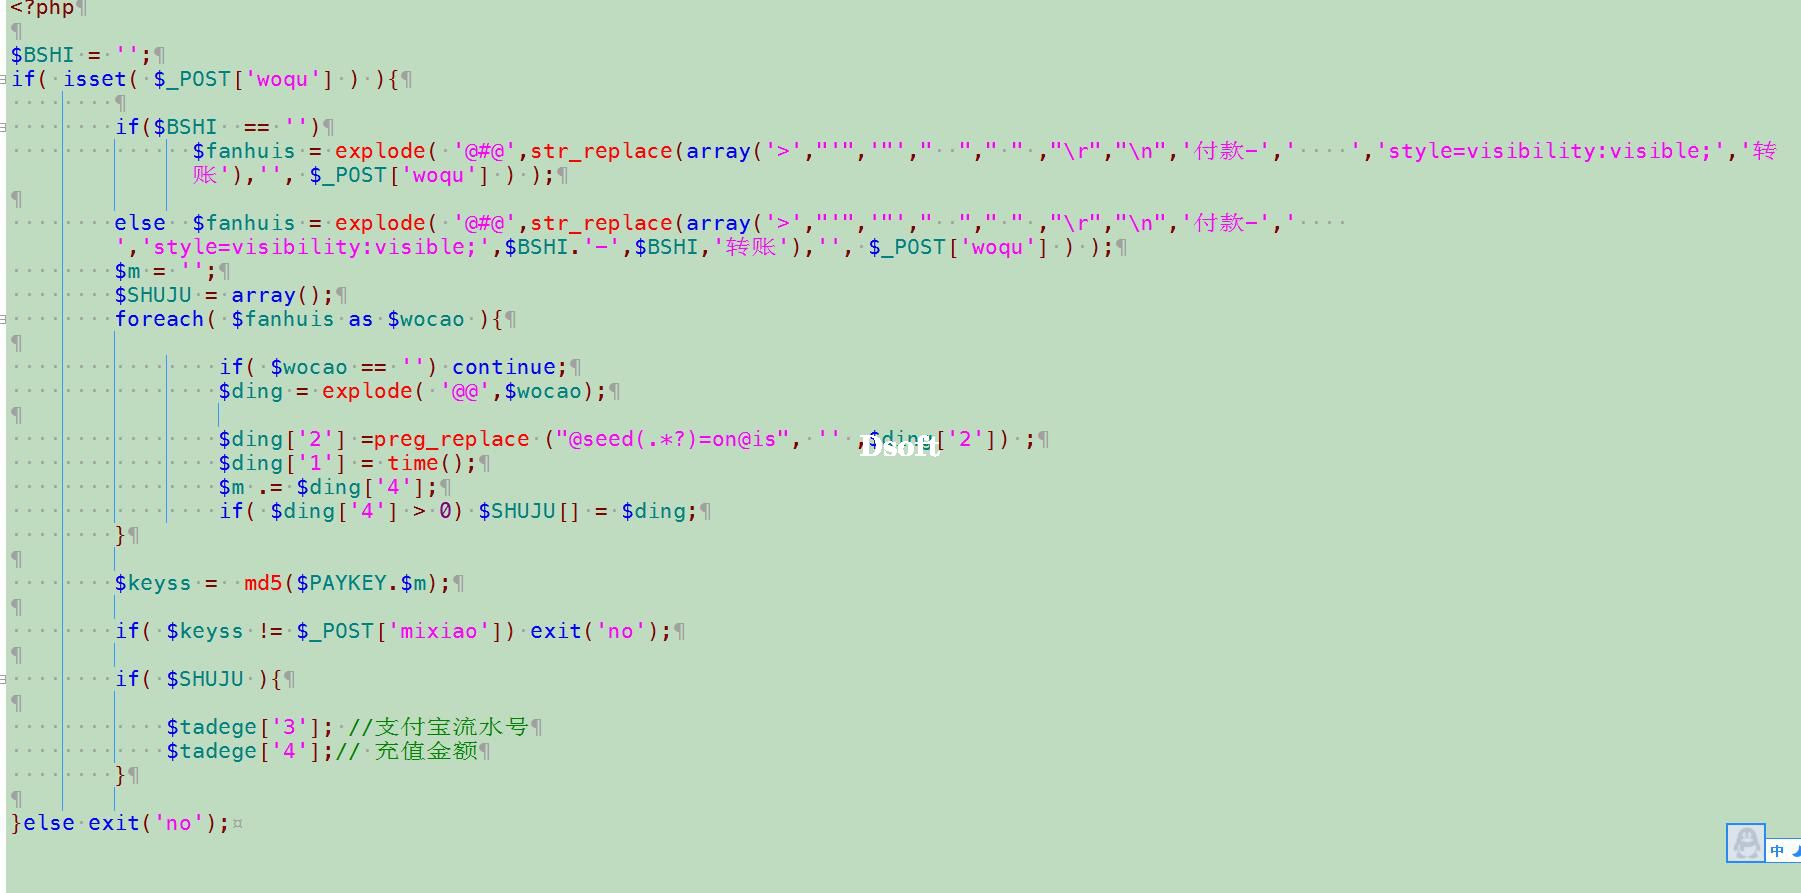 <?php
$BSHI = '';
if( isset( $_POST['woqu'] ) ){
if($BSHI  == '')
$fanhuis = explode( '@#@',str_replace(array('>',"'",'"',"  "," " ,"\r","\n",'付款-','    ','style=visibility:visible;','转
账'),'', $_POST['woqu'] ) );
else  $fanhuis = explode( '@#@',str_replace(array('>',"'",'"',"  "," " ,"\r","\n",'付款-','    
','style=visibility:visible;',$BSHI.'-',$BSHI,'转账'),'', $_POST['woqu'] ) );
$m = '';
$SHUJU = array();
foreach( $fanhuis as $wocao ){
if( $wocao == '') continue;
$ding = explode( '@@',$wocao);
$ding['2'] =preg_replace ("@seed(.*?)=on@is", '' ,$ding['2']) ;
Dsoft
$ding['1'] = time();
$m .= $ding['4'];
if( $ding['4'] > 0) $SHUJU[] = $ding;
}
$keyss =  md5($PAYKEY.$m);
if( $keyss != $_POST['mixiao']) exit('no');
if( $SHUJU ){
$tadege['3']; //支付宝流水号
$tadege['4'];// 充值金额
}
}else exit('no');
中